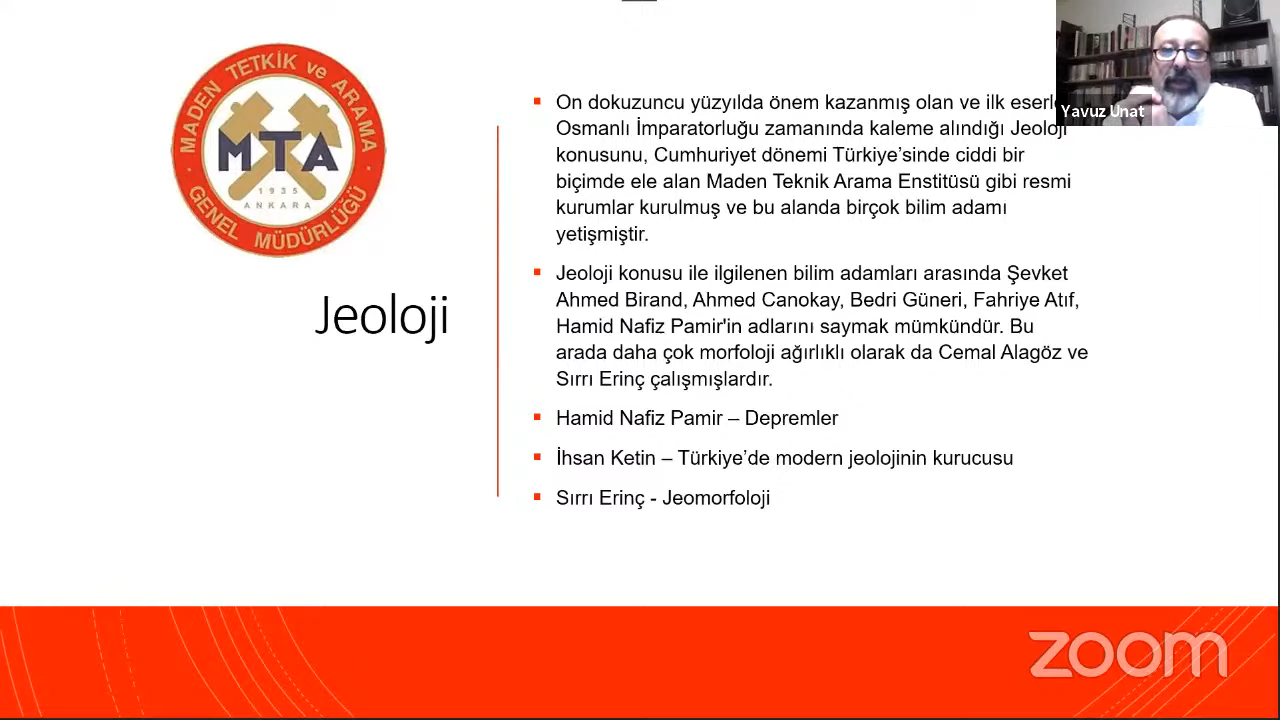 MADEN TETKİK ve ARAMA
MTA
1935
ANKARA
GENEL MÜDÜRLÜĞÜ
Jeoloji
On dokuzuncu yüzyılda önem kazanmış olan ve ilk
Osmanlı İmparatorluğu zamanında kaleme alındığı Jeoloji
konusunu, Cumhuriyet dönemi Türkiye’sinde ciddi bir
biçimde ele alan Maden Teknik Arama Enstitüsü gibi resmi
kurumlar kurulmuş ve bu alanda birçok bilim adamı
yetişmiştir.
Jeoloji konusu ile ilgilenen bilim adamları arasında Şevket
Ahmed Birand, Ahmed Canokay, Bedri Güneri, Fahriye Atıf,
Hamid Nafiz Pamir'in adlarını saymak mümkündür. Bu
arada daha çok morfoloji ağırlıklı olarak da Cemal Alagöz ve
Sırrı Erinç çalışmışlardır.
Hamid Nafiz Pamir – Depremler
İhsan Ketin – Türkiye’de modern jeolojinin kurucusu
Sırrı Erinç - Jeomorfoloji
Yavuz Unat
zoom